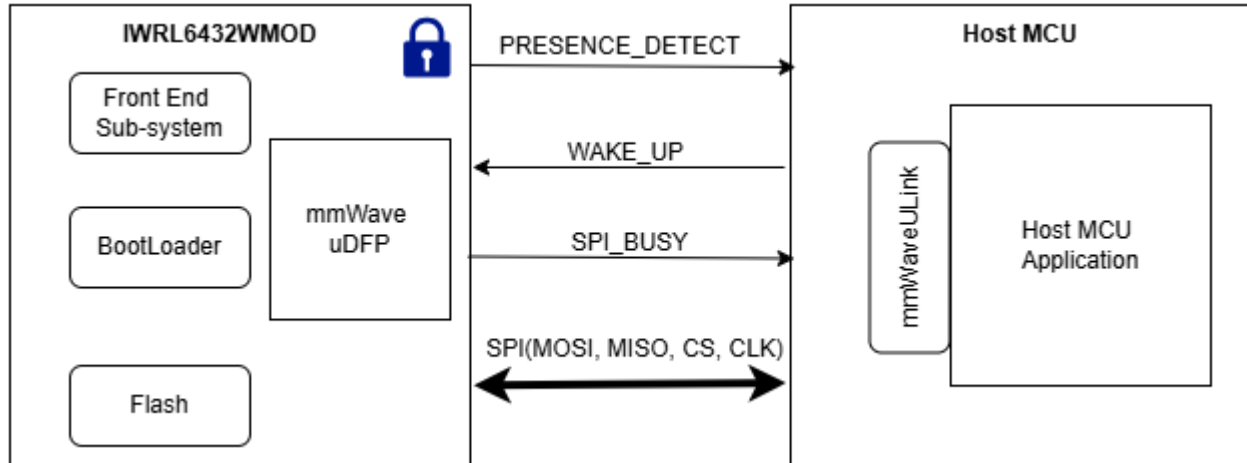 IWRL6432WMOD
Front End
Sub-system
BootLoader
Flash
mmWave
uDFP
PRESENCE_DETECT
WAKE_UP
SPI_BUSY
SPI(MOSI, MISO, CS, CLK)
Host MCU
mmWaveULink
Host MCU
Application